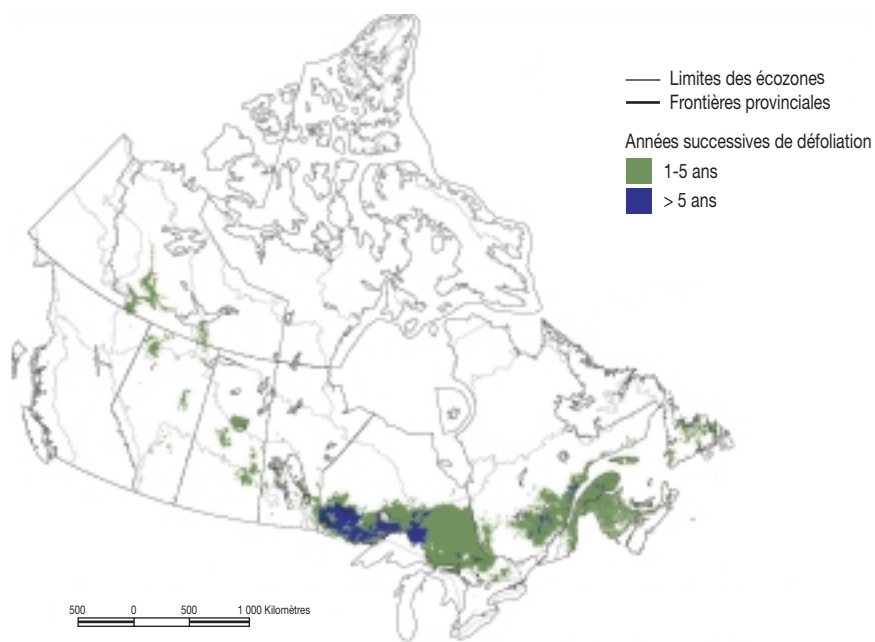 Limites des écozones
Frontières provinciales
Années successives de défoliation
1-5 ans
> 5 ans
500 0 500 1 000 Kilomètres